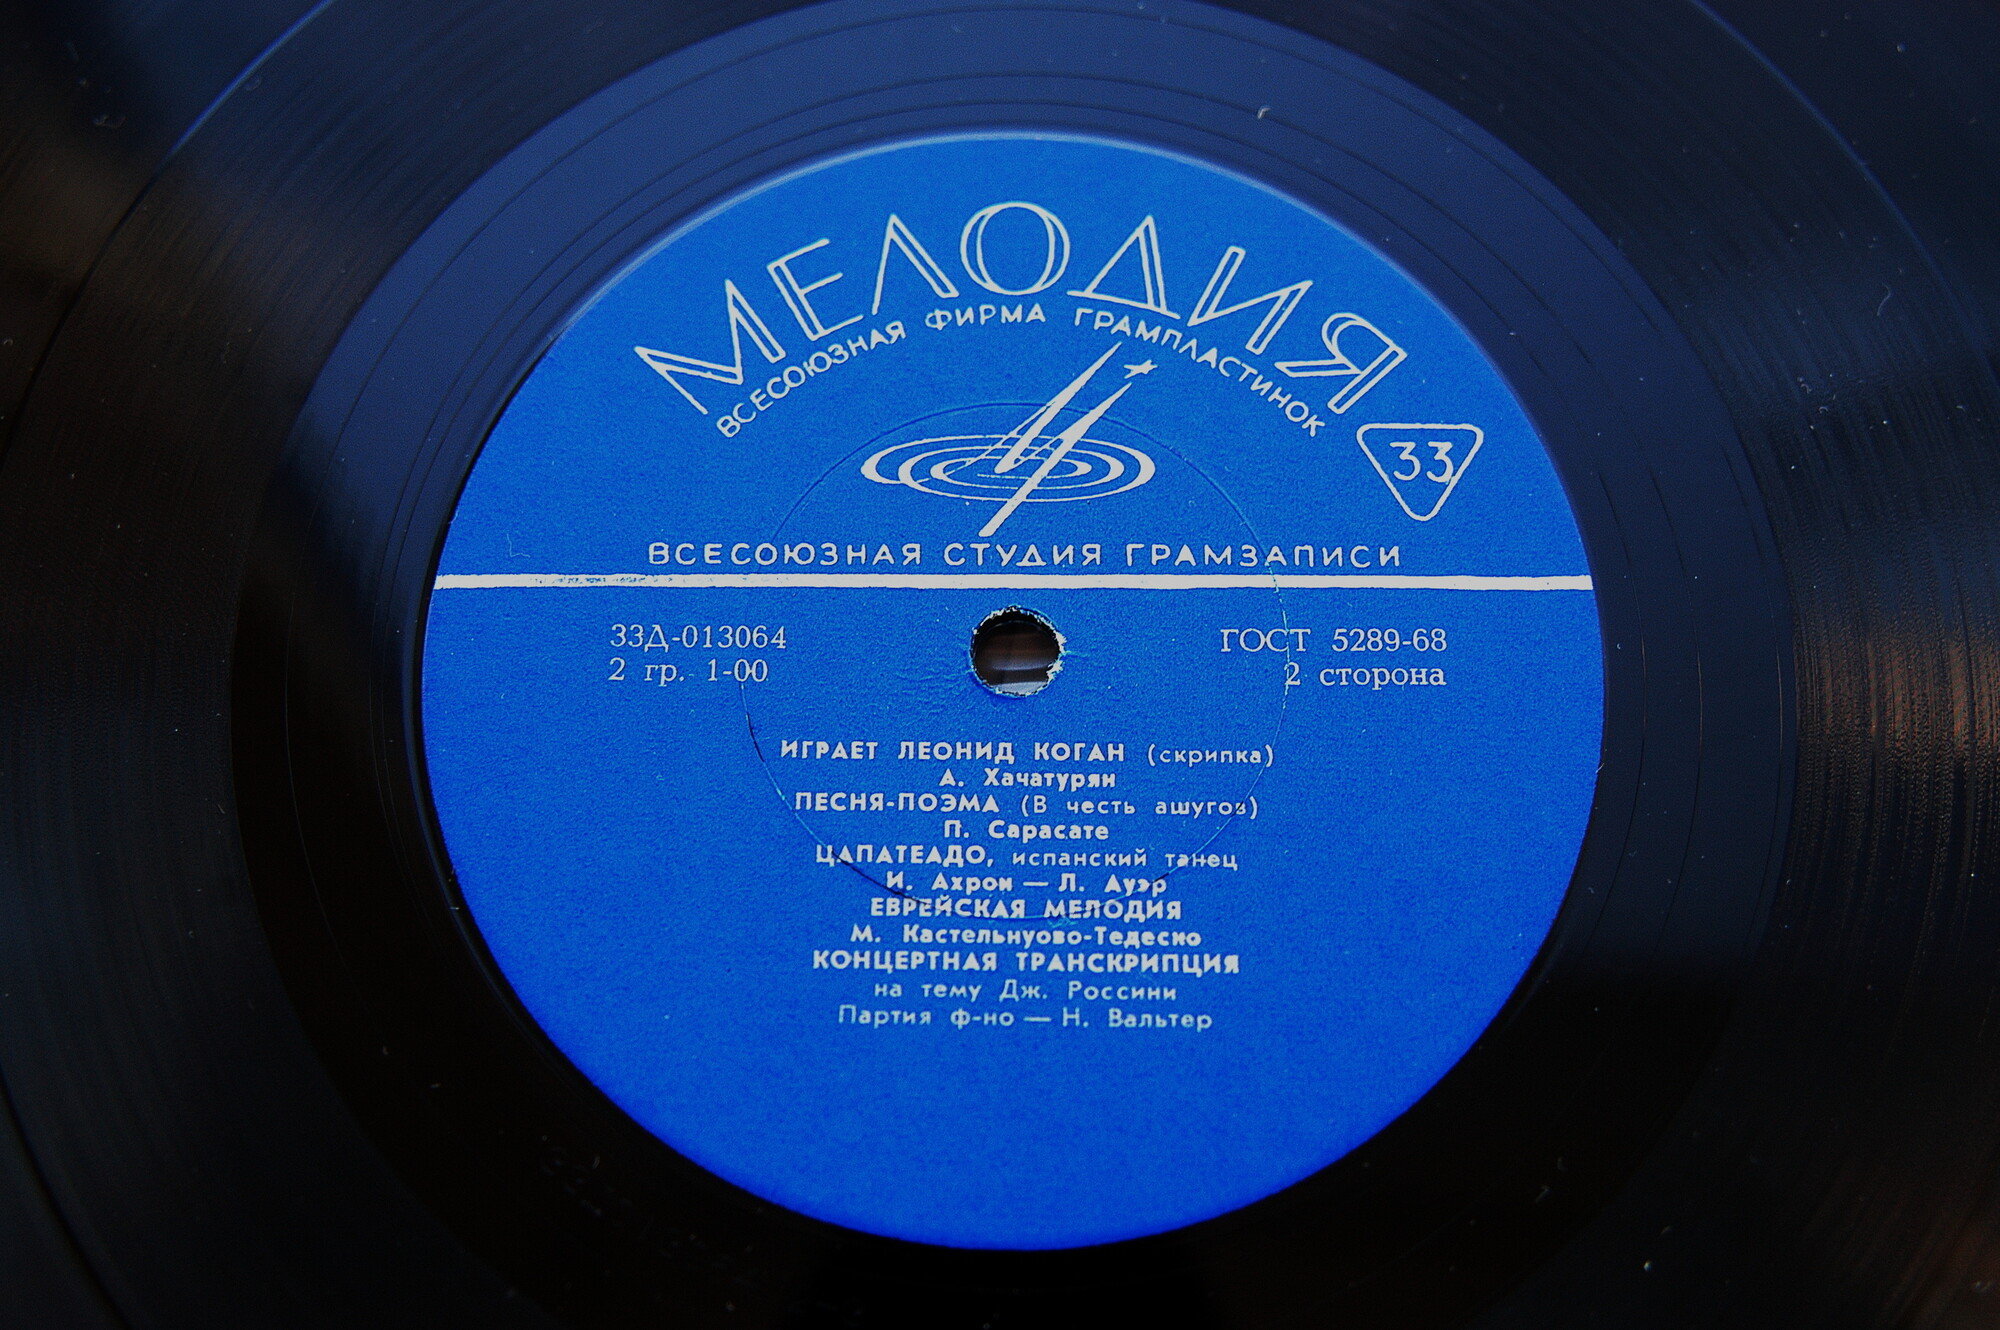 МЕЛОДИЯ
ВСЕСОЮЗНАЯ ФИРМА ГРАМПЛАСТИНОК
33
ВСЕСОЮЗНАЯ СТУДИЯ ГРАМЗАПИСИ
33Д-013064
ГОСТ 5289-68
2 гр. 1-00
2 сторона
ИГРАЕТ ЛЕОНИД КОГАН (скрипка)
А. Хачатурян
ПЕСНЯ-ПОЭМА (В честь ашугов)
П. Сарасате
ЦАПАТЕАДО, испанский танец
И. Ахрон — Л. Ауэр
ЕВРЕЙСКАЯ МЕЛОДИЯ
М. Кастельнуово-Тедеско
КОНЦЕРТНАЯ ТРАНСКРИПЦИЯ
на тему Дж. Россини
Партия ф-но — Н. Вальтер